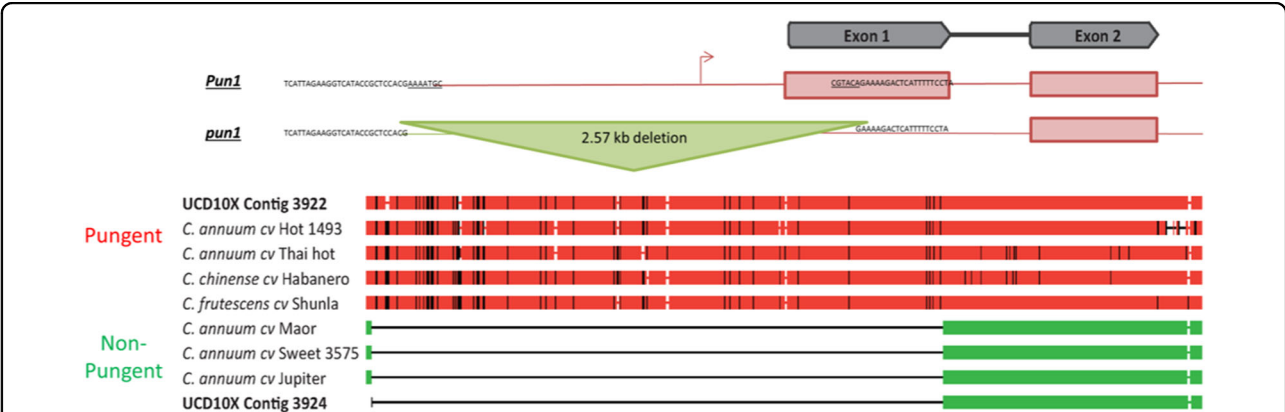 Exon 1 Exon 2
Pun1 TCATTAGAAGGTCATACCGCTCCACGAAAATGC CGTACAGAAAAGACTCATTTTTCCTA
pun1 TCATTAGAAGGTCATACCGCTCCACG GAAAAGACTCATTTTTCCTA
2.57 kb deletion
UCD10X Contig 3922
Pungent
C. annuum cv Hot 1493
C. annuum cv Thai hot
C. chinense cv Habanero
C. frutescens cv Shunla
Non-
Pungent
C. annuum cv Maor
C. annuum cv Sweet 3575
C. annuum cv Jupiter
UCD10X Contig 3924